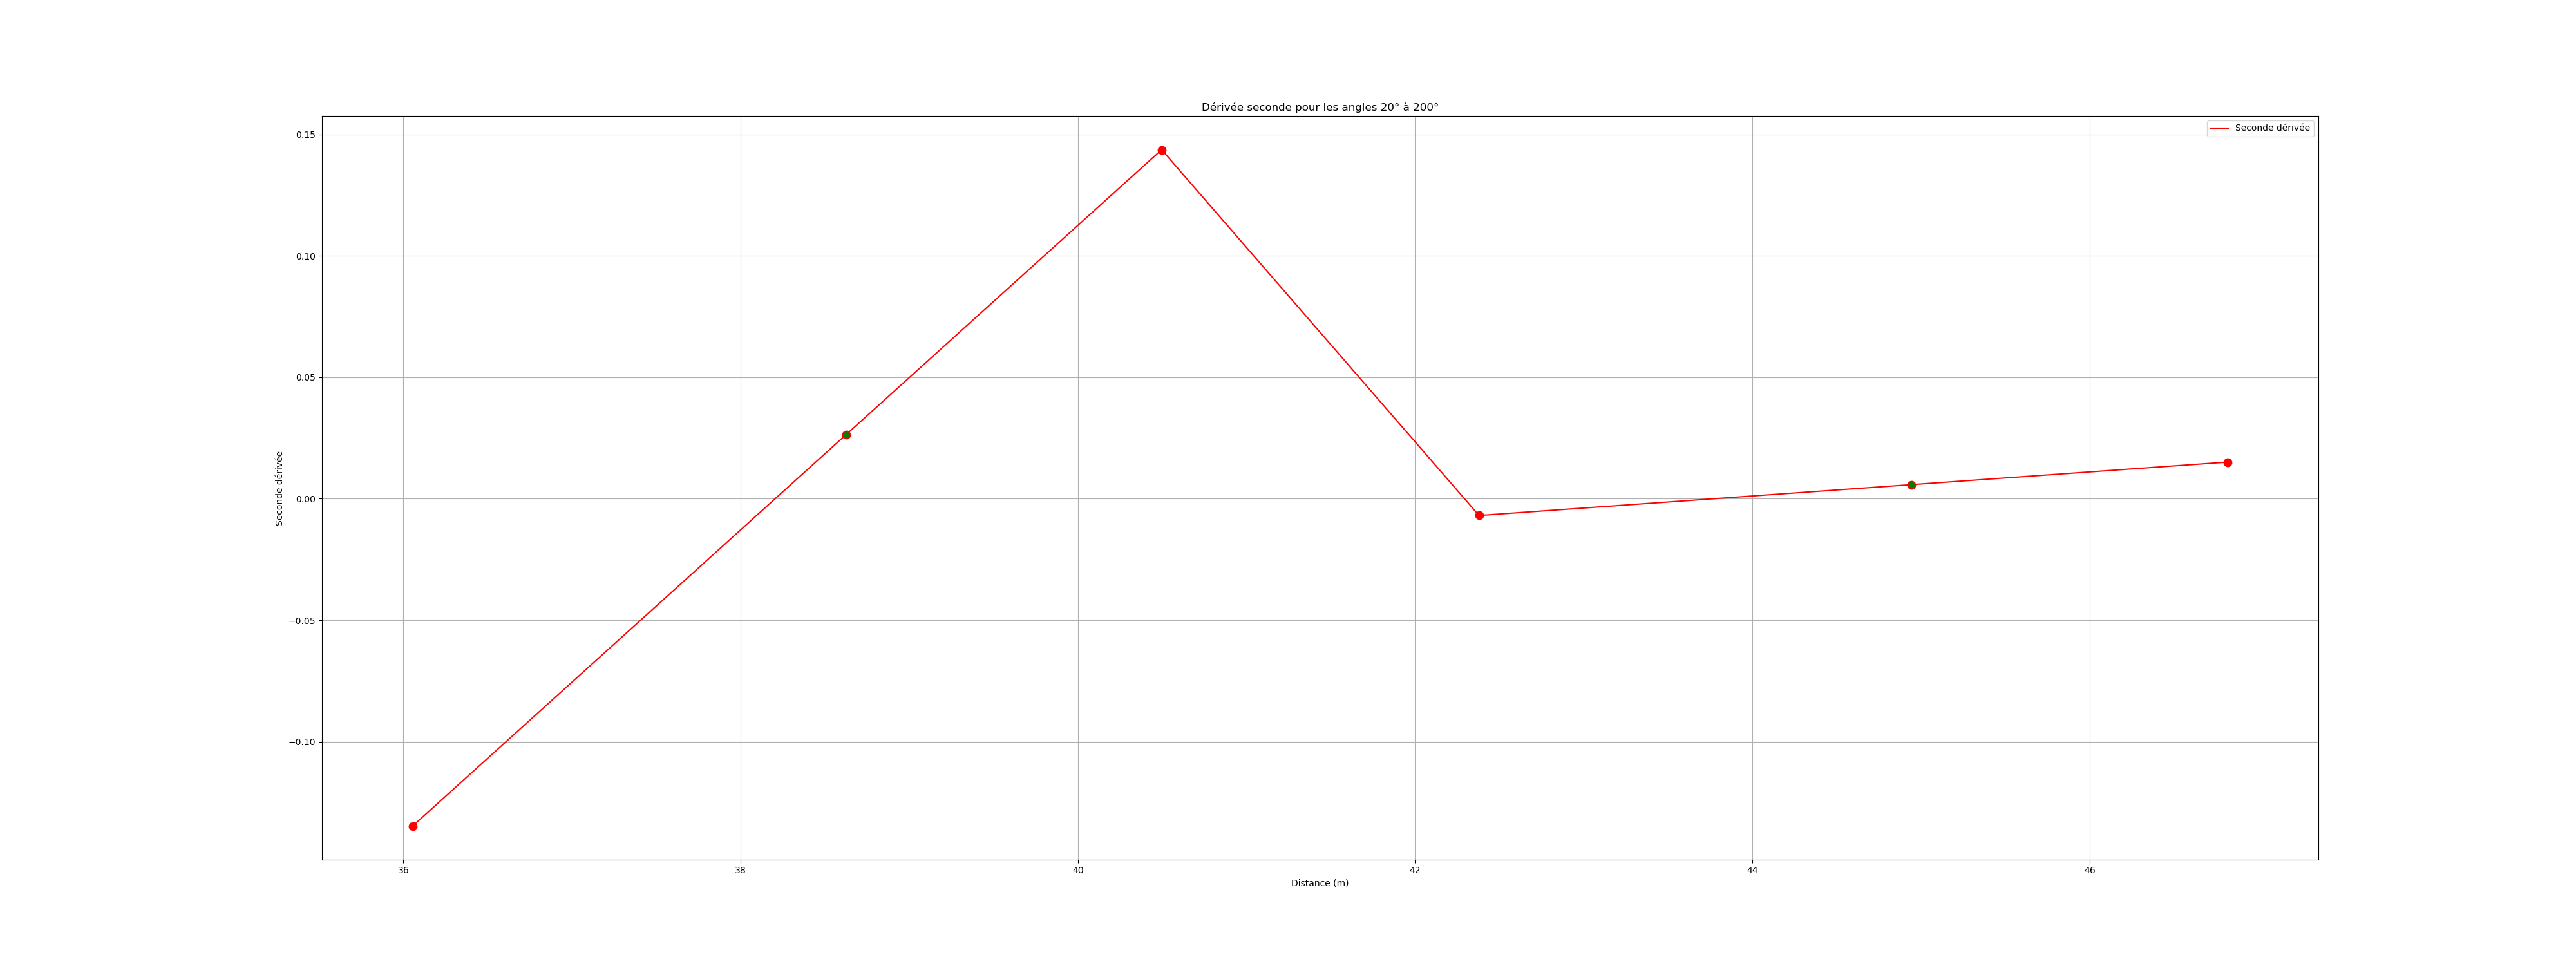 Dérivée seconde pour les angles 20° à 200°
Seconde dérivée
0.15
0.10
0.05
0.00
−0.05
−0.10
Seconde dérivée
36 38 40 42 44 46
Distance (m)